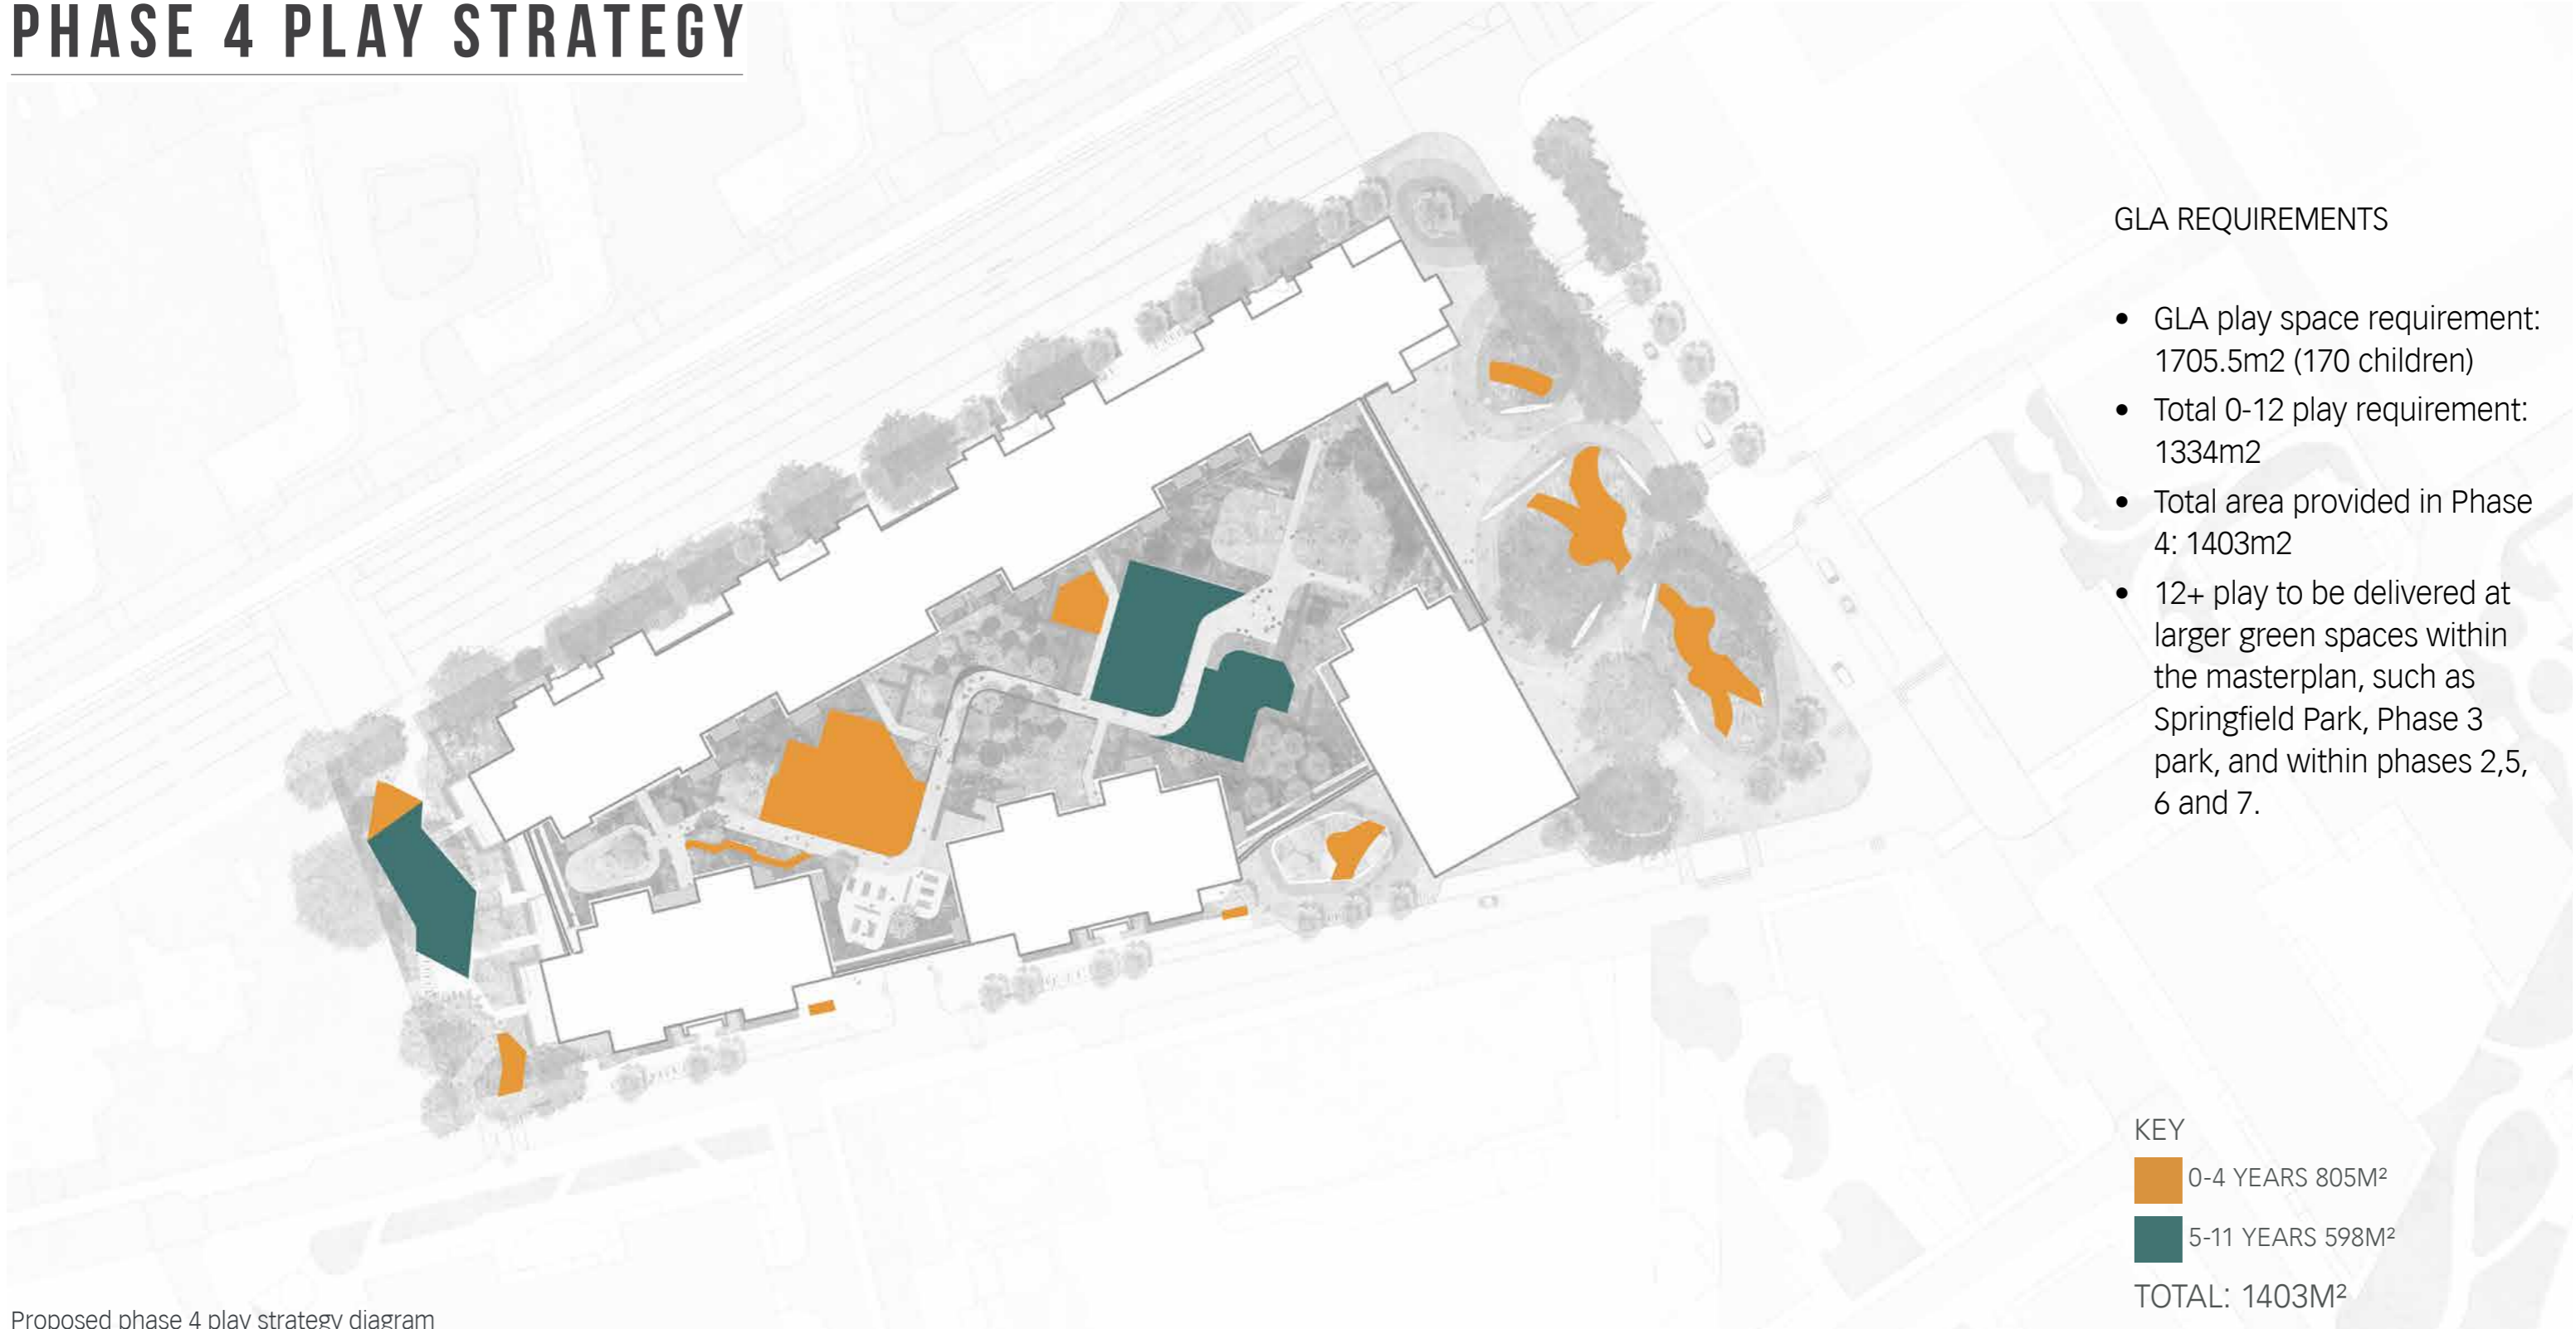 PHASE 4 PLAY STRATEGY
GLA REQUIREMENTS
• GLA play space requirement:
1705.5m2 (170 children)
• Total 0-12 play requirement:
1334m2
• Total area provided in Phase
4: 1403m2
• 12+ play to be delivered at
larger green spaces within
the masterplan, such as
Springfield Park, Phase 3
park, and within phases 2,5,
6 and 7.
KEY
0-4 YEARS 805M²
5-11 YEARS 598M²
TOTAL: 1403M²
Proposed phase 4 play strategy diagram